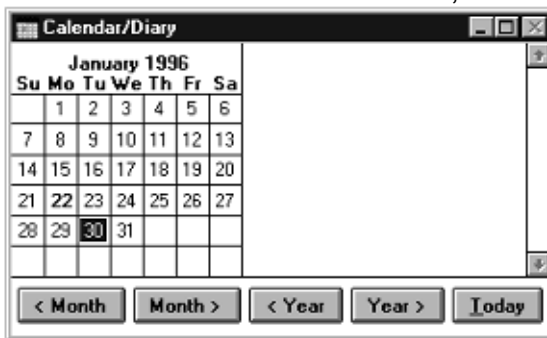 Calendar/Diary
January 1996
Su Mo Tu We Th Fr Sa
1 2 3 4 5 6
7 8 9 10 11 12 13
14 15 16 17 18 19 20
21 22 23 24 25 26 27
28 29 30 31
< Month Month > < Year Year > Today